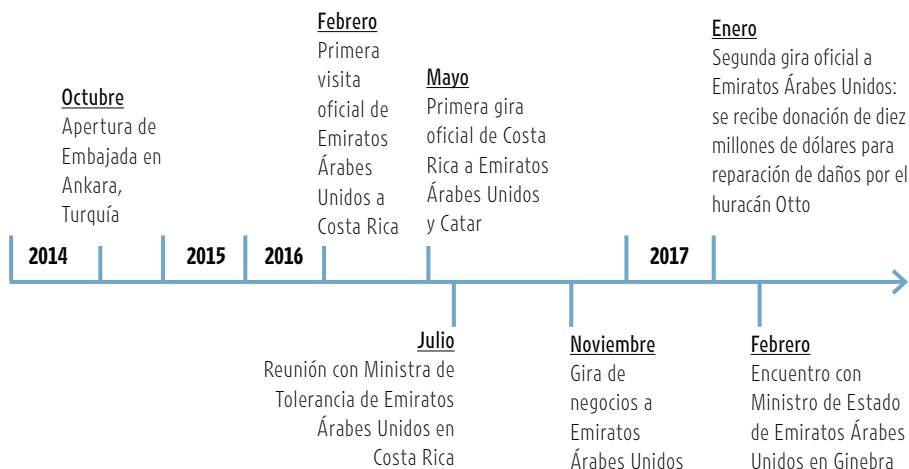 Octubre
Apertura de
Embajada en
Ankara,
Turquía
Febrero
Primera
visita
oficial de
Emiratos
Árabes
Unidos a
Costa Rica
Mayo
Primera gira
oficial de Costa
Rica a Emiratos
Árabes Unidos
y Catar
Enero
Segunda gira oficial a
Emiratos Árabes Unidos:
se recibe donación de diez
millones de dólares para
reparación de daños por el
huracán Otto
2014
2015
2016
2017
Julio
Reunión con Ministra de
Tolerancia de Emiratos
Árabes Unidos en
Costa Rica
Noviembre
Gira de
negocios a
Emiratos
Árabes Unidos
Febrero
Encuentro con
Ministro de Estado
de Emiratos Árabes
Unidos en Ginebra